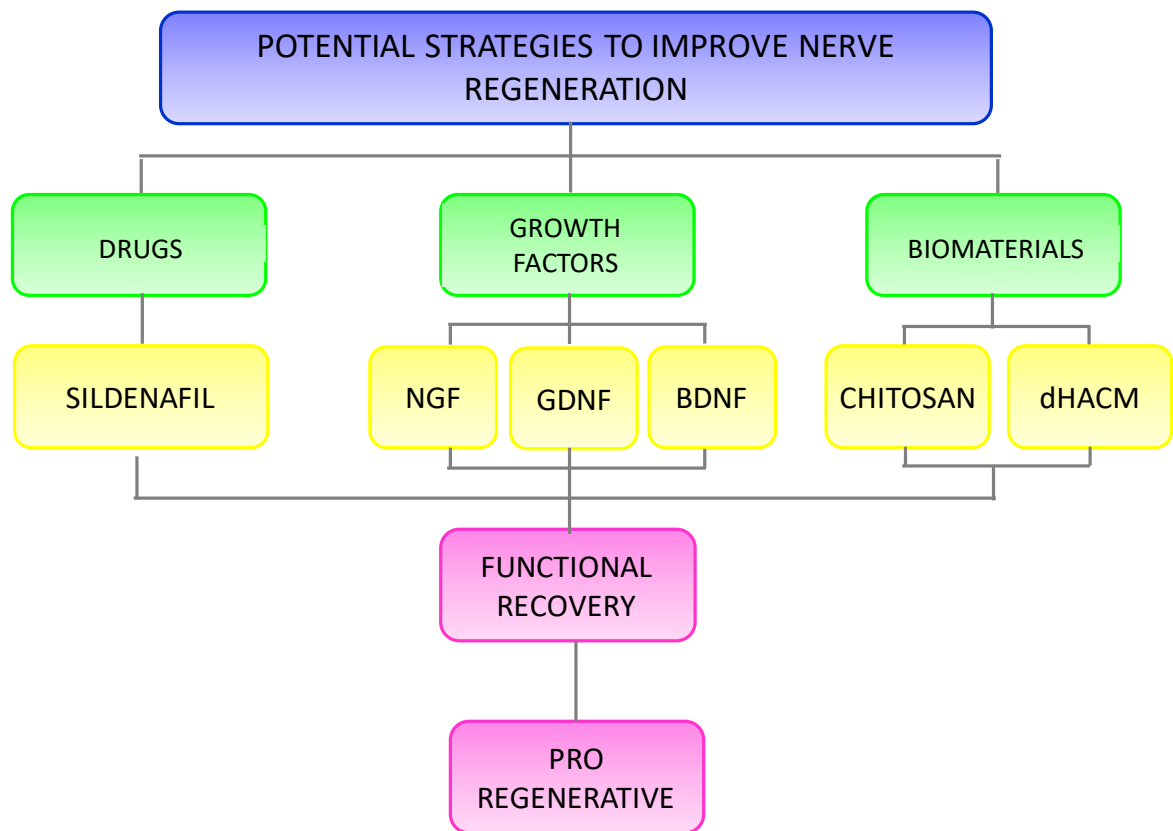 POTENTIAL STRATEGIES TO IMPROVE NERVE
REGENERATION
DRUGS
GROWTH
FACTORS
BIOMATERIALS
SILDENAFIL
NGF
GDNF
BDNF
CHITOSAN
dHACM
FUNCTIONAL
RECOVERY
PRO
REGENERATIVE